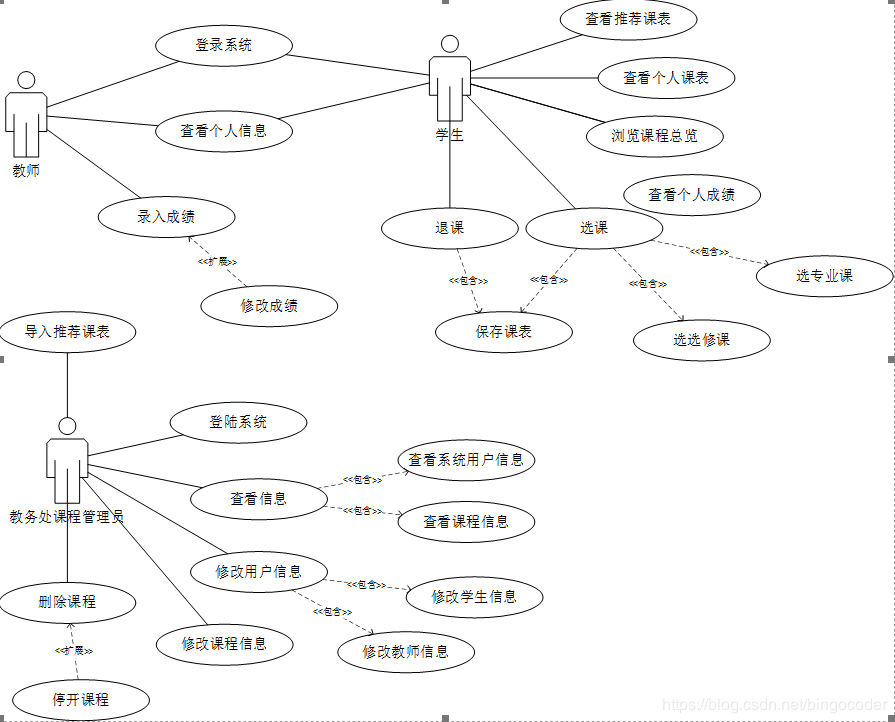 查看推荐课表
登录系统
查看个人课表
查看个人信息
学生
浏览课程总览
教师
查看个人成绩
录入成绩
退课
选课
<<包含>>
<<扩展>>
选专业课
<<包含>>
<<包含>>
<<包含>>
修改成绩
导入推荐课表
保存课表
选选修课
登陆系统
查看系统用户信息
<<包含>>
查看信息
<<包含>>
查看课程信息
教务处课程管理员
修改用户信息
<<包含>>
修改学生信息
删除课程
<<包含>>
修改课程信息
修改教师信息
<<扩展>>
停开课程
https://blog.csdn.net/bingocoder